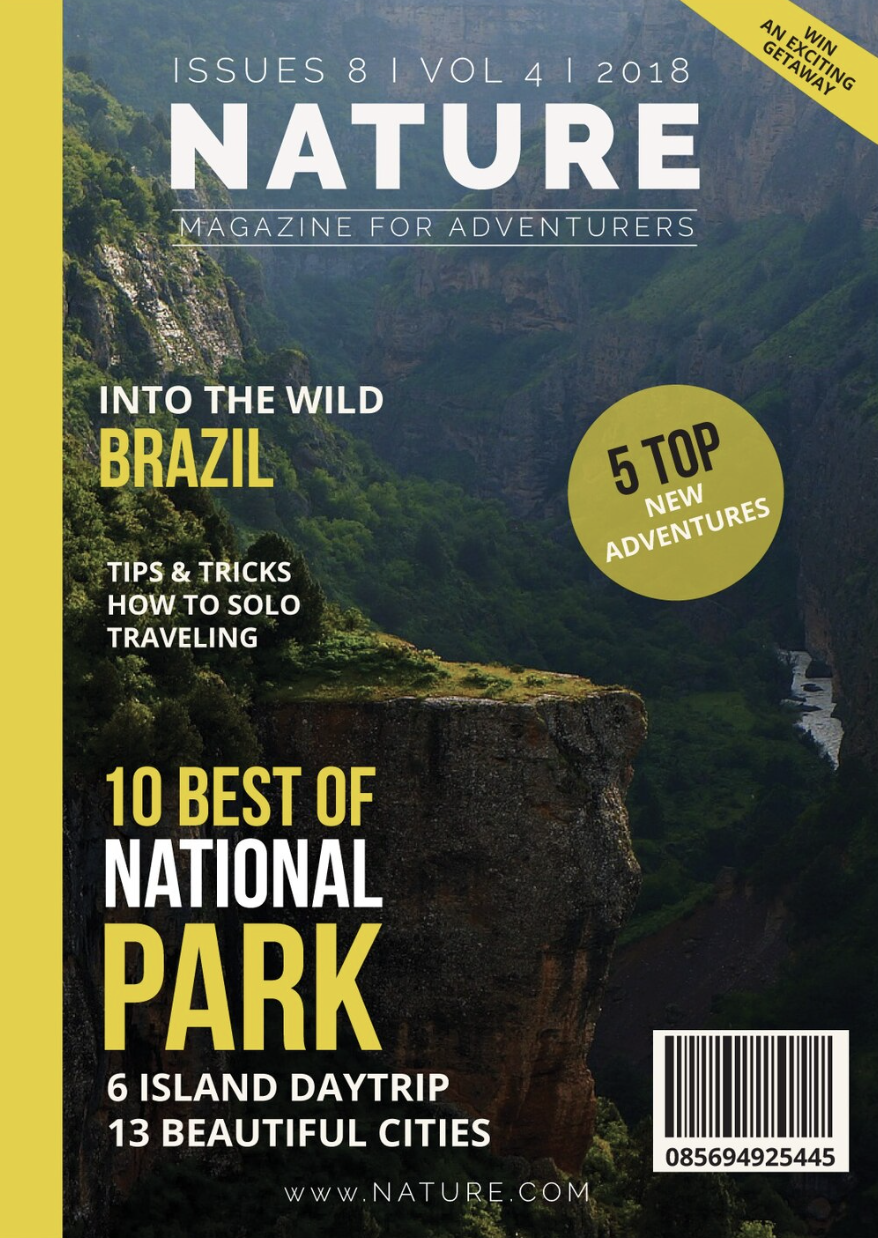 WIN
AN EXCITING
GETAWAY
ISSUES 8 I VOL 4 I 2018
NATURE
MAGAZINE FOR ADVENTURERS
INTO THE WILD
BRAZIL
5 TOP
NEW
ADVENTURES
TIPS & TRICKS
HOW TO SOLO
TRAVELING
10 BEST OF
NATIONAL
PARK
6 ISLAND DAYTRIP
13 BEAUTIFUL CITIES
085694925445
www.NATURE.COM